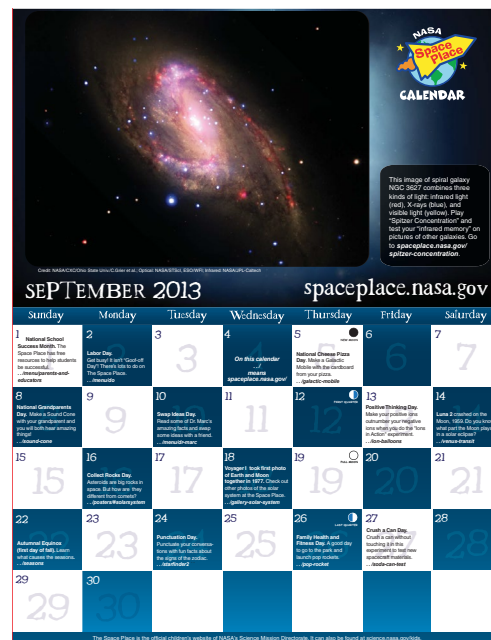 NASA
Space
Place
CALENDAR
This image of spiral galaxy
NGC 3627 combines three
kinds of light: infrared light
(red), X-rays (blue), and
visible light (yellow). Play
"Spitzer Concentration" and
test your "infrared memory" on
pictures of other galaxies. Go
to spaceplace.nasa.gov/
spitzer-concentration.
Credit: NASA/CXC/Ohio State Univ./C.Grier et al.; Optical: NASA/STScI, ESO/WFI; Infrared: NASA/JPL-Caltech
SEPTEMBER 2013
spaceplace.nasa.gov
Sunday Monday Tuesday Wednesday Thursday Friday Saturday
1
National School
Success Month. The
Space Place has free
resources to help students
be successful.
.../menu/parents-and-
educators
2
Labor Day.
Get busy! It isn't "Goof-off
Day"! There's lots to do on
The Space Place.
.../menu/do
3
4
On this calendar
.../
means
spaceplace.nasa.gov/
5
NEW MOON
National Cheese Pizza
Day. Make a Galactic
Mobile with the cardboard
from your pizza.
.../galactic-mobile
6
7
8
National Grandparents
Day. Make a Sound Cone
with your grandparent and
you will both hear amazing
things!
.../sound-cone
9
10
Swap Ideas Day.
Read some of Dr. Marc's
amazing facts and swap
some ideas with a friend.
.../menu/dr-marc
11
12
FIRST QUARTER
13
Positive Thinking Day.
Make your positive ions
outnumber your negative
ions when you do the "Ions
in Action" experiment.
.../ion-balloons
14
Luna 2 crashed on the
Moon, 1959. Do you know
what part the Moon plays
in a solar eclipse?
.../venus-transit
15
16
Collect Rocks Day.
Asteroids are big rocks in
space. But how are they
different from comets?
.../posters/#solarsystem
17
18
Voyager 1 took first photo
of Earth and Moon
together in 1977. Check out
other photos of the solar
system at the Space Place.
.../gallery-solar-system
19
FULL MOON
20
21
22
Autumnal Equinox
(first day of fall). Learn
what causes the seasons.
.../seasons
23
24
Punctuation Day.
Punctuate your conversa-
tions with fun facts about
the signs of the zodiac.
.../starfinder2
25
26
LAST QUARTER
Family Health and
Fitness Day. A good day
to go to the park and
launch pop rockets.
.../pop-rocket
27
Crush a Can Day.
Crush a can without
touching it in this
experiment to test new
spacecraft materials.
.../soda-can-test
28
29
30
The Space Place is the official children's website of NASA's Science Mission Directorate. It can also be found at science.nasa.gov/kids.